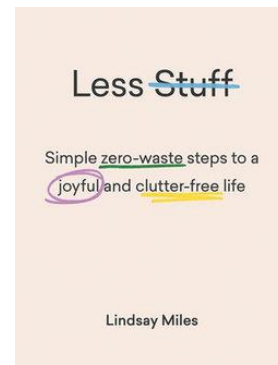 Less Stuff
Simple zero-waste steps to a
joyful and clutter-free life
Lindsay Miles